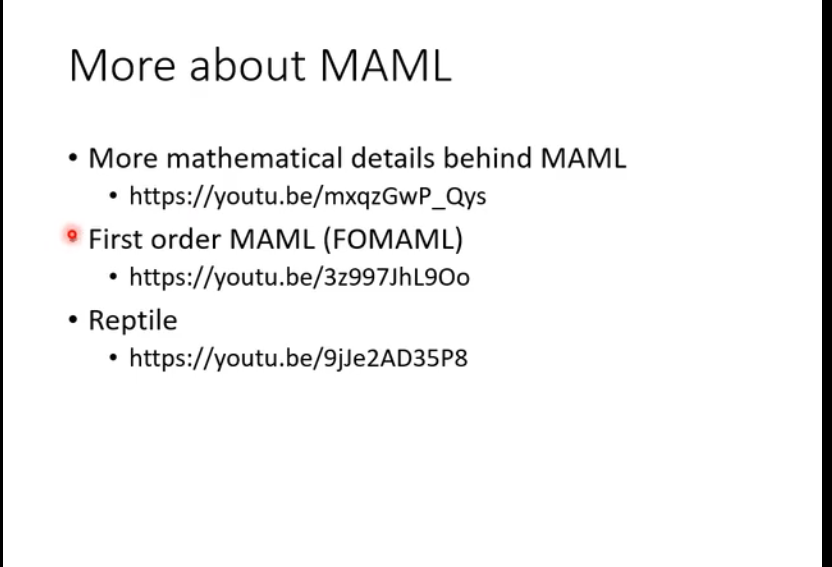 More about MAML
• More mathematical details behind MAML
• https://youtu.be/mxqzGwP_Qys
First order MAML (FOMAML)
• https://youtu.be/3z997JhL9Oo
• Reptile
• https://youtu.be/9jJe2AD35P8